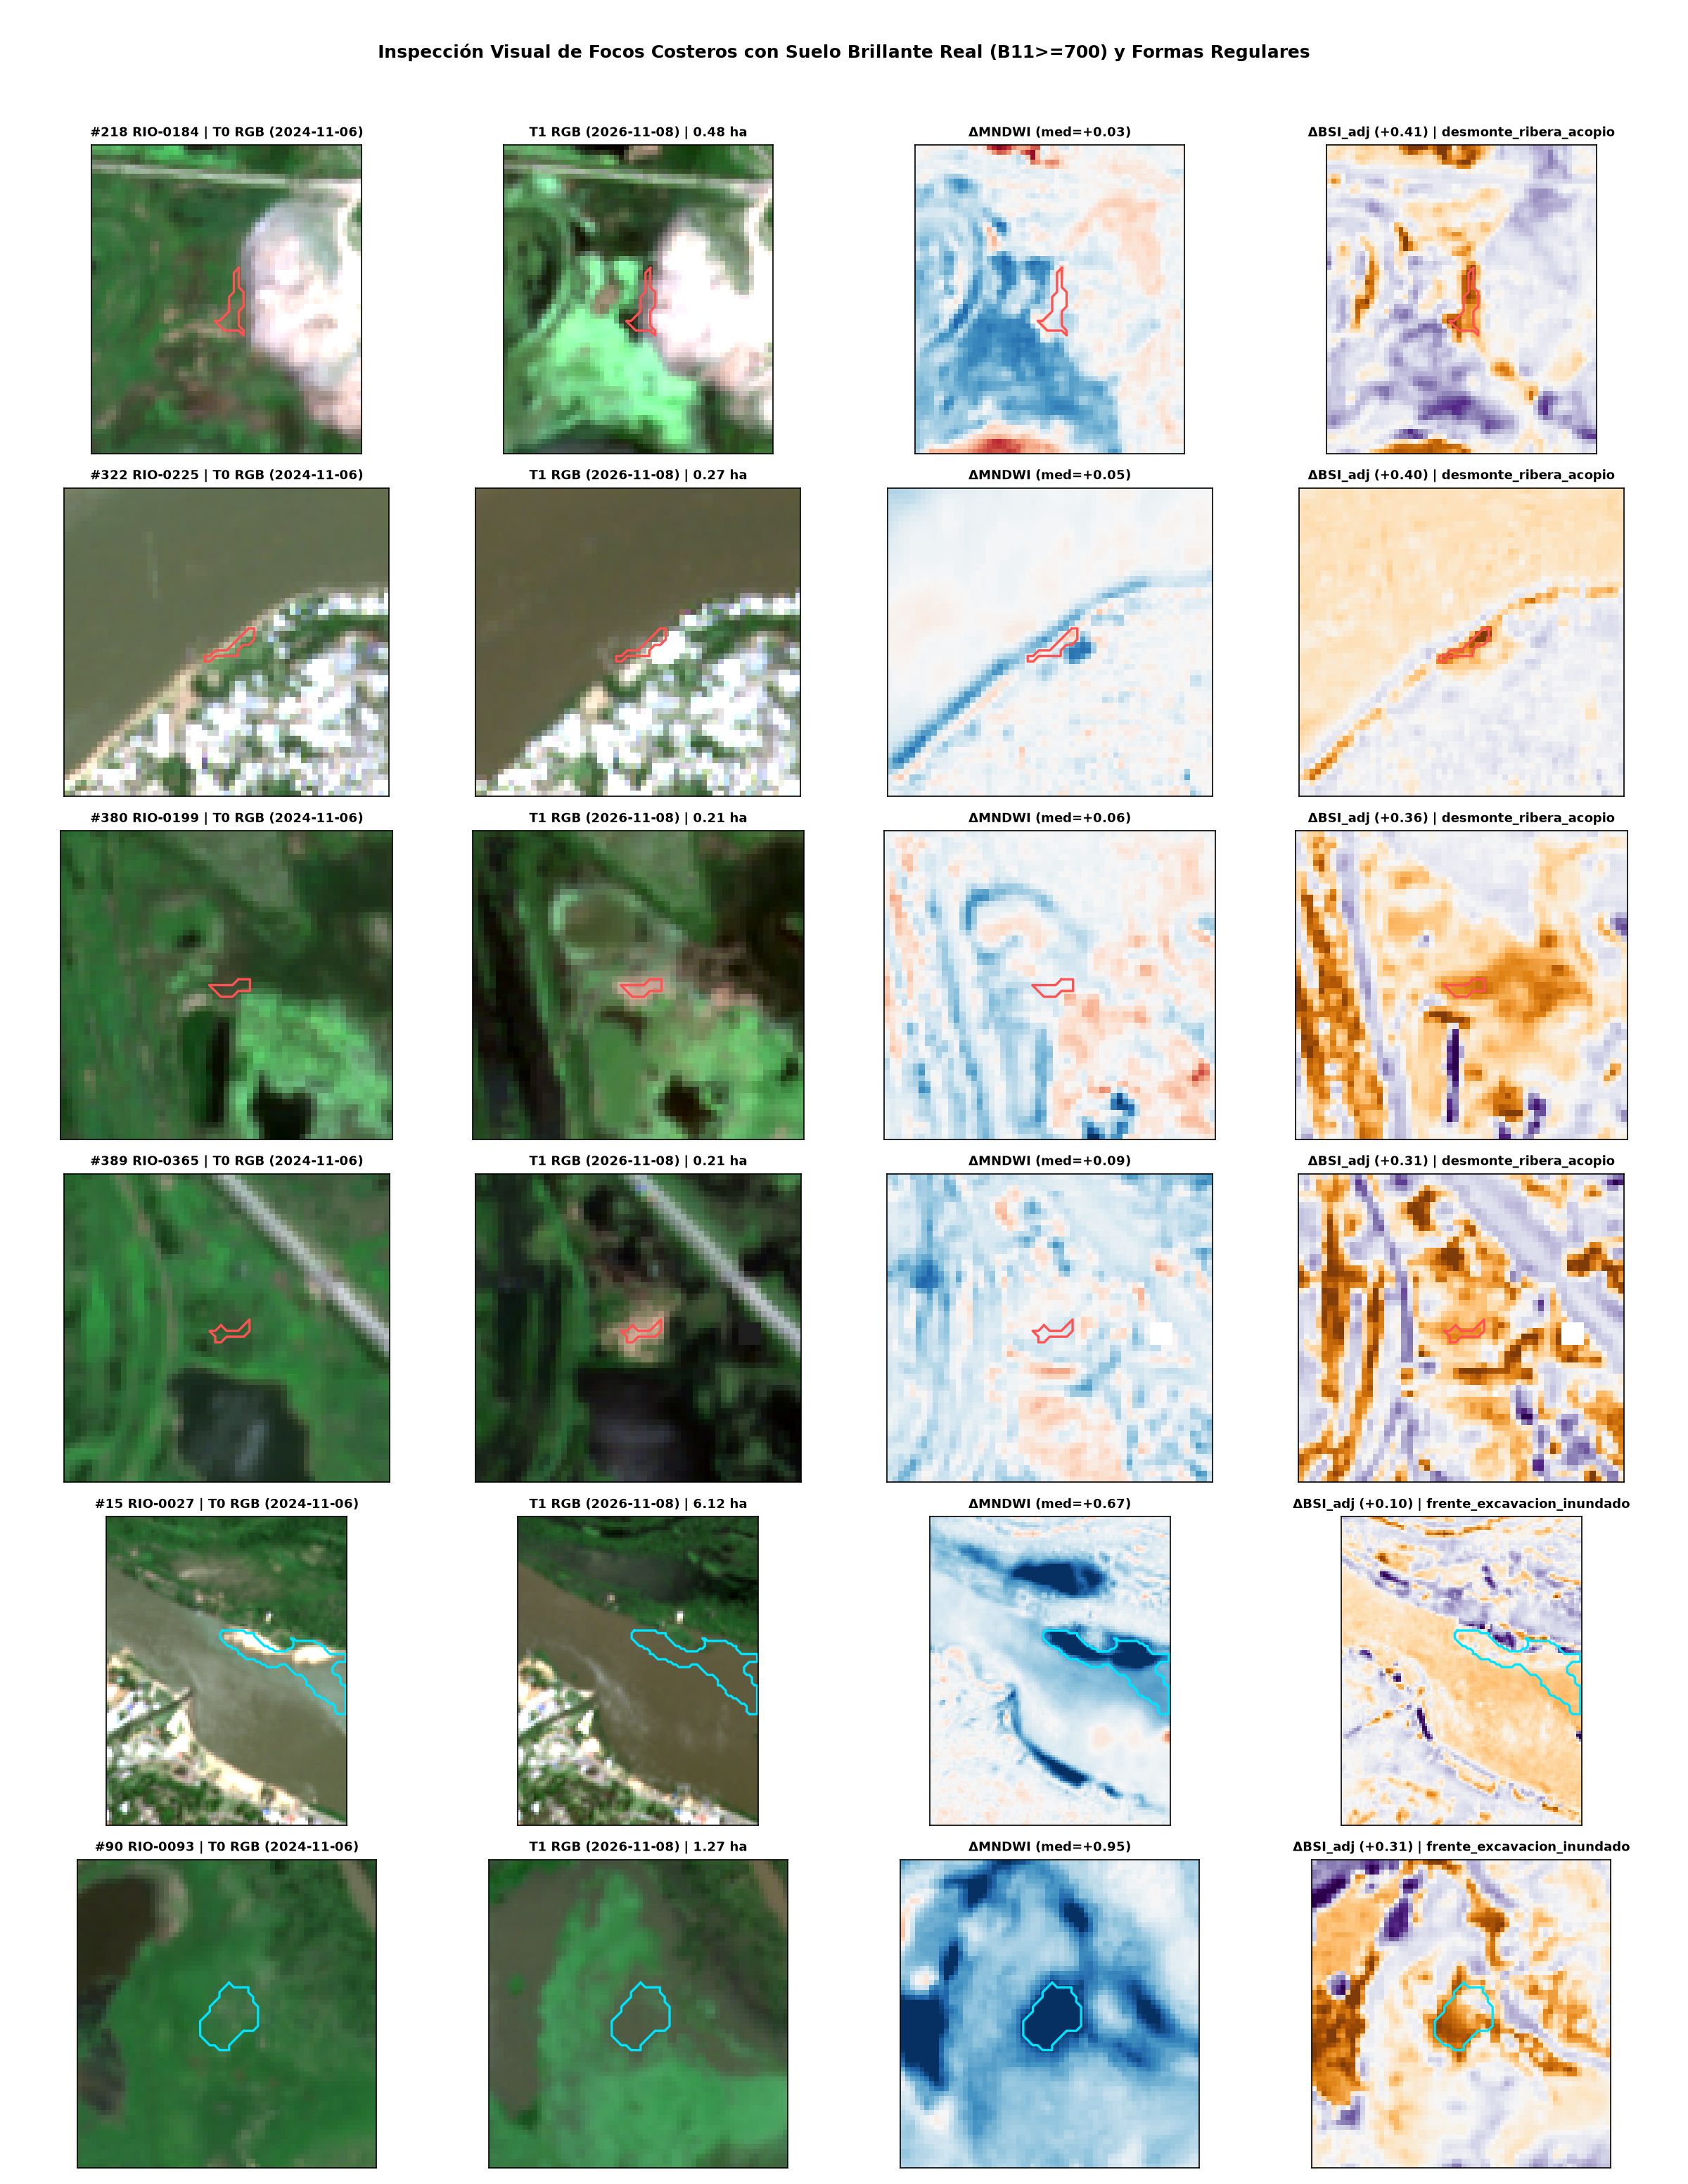 Inspección Visual de Focos Costeros con Suelo Brillante Real (B11>=700) y Formas Regulares
#218 RIO-0184 | T0 RGB (2024-11-06)
T1 RGB (2026-11-08) | 0.48 ha
ΔMNDWI (med=+0.03)
ΔBSI_adj (+0.41) | desmonte_ribera_acopio
#322 RIO-0225 | T0 RGB (2024-11-06)
T1 RGB (2026-11-08) | 0.27 ha
ΔMNDWI (med=+0.05)
ΔBSI_adj (+0.40) | desmonte_ribera_acopio
#380 RIO-0199 | T0 RGB (2024-11-06)
T1 RGB (2026-11-08) | 0.21 ha
ΔMNDWI (med=+0.06)
ΔBSI_adj (+0.36) | desmonte_ribera_acopio
#389 RIO-0365 | T0 RGB (2024-11-06)
T1 RGB (2026-11-08) | 0.21 ha
ΔMNDWI (med=+0.09)
ΔBSI_adj (+0.31) | desmonte_ribera_acopio
#15 RIO-0027 | T0 RGB (2024-11-06)
T1 RGB (2026-11-08) | 6.12 ha
ΔMNDWI (med=+0.67)
ΔBSI_adj (+0.10) | frente_excavacion_inundado
#90 RIO-0093 | T0 RGB (2024-11-06)
T1 RGB (2026-11-08) | 1.27 ha
ΔMNDWI (med=+0.95)
ΔBSI_adj (+0.31) | frente_excavacion_inundado